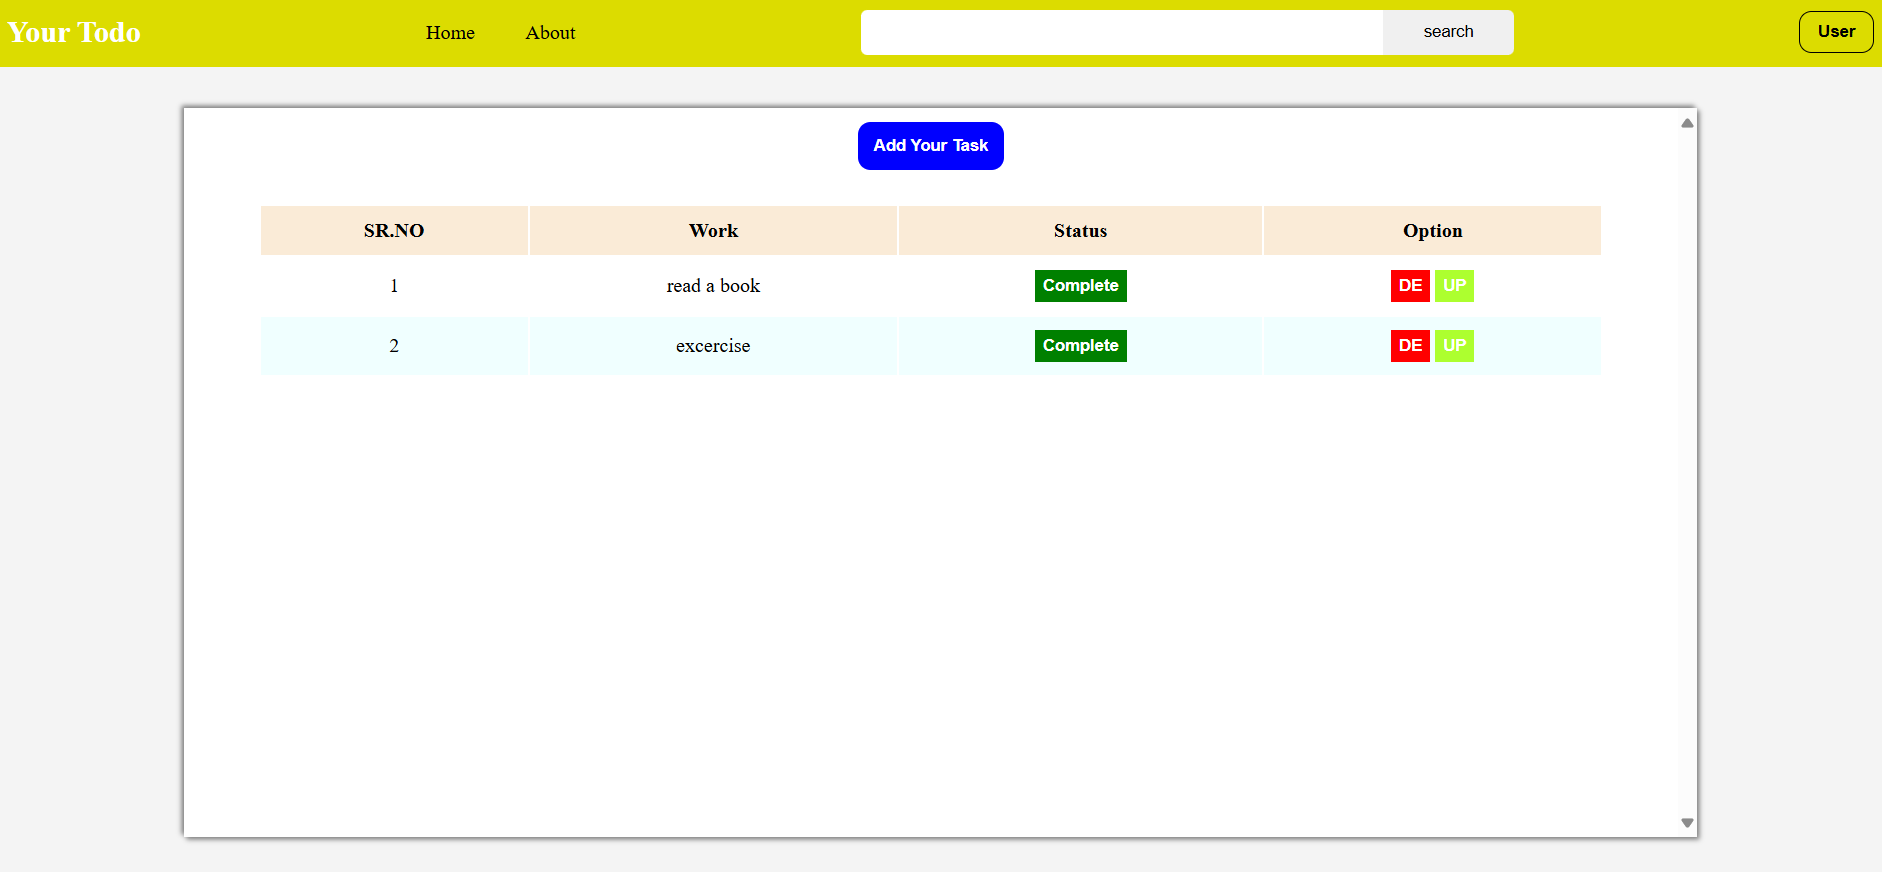 Your Todo Home About search User
Add Your Task
SR.NO Work Status Option
1 read a book Complete DE UP
2 excercise Complete DE UP